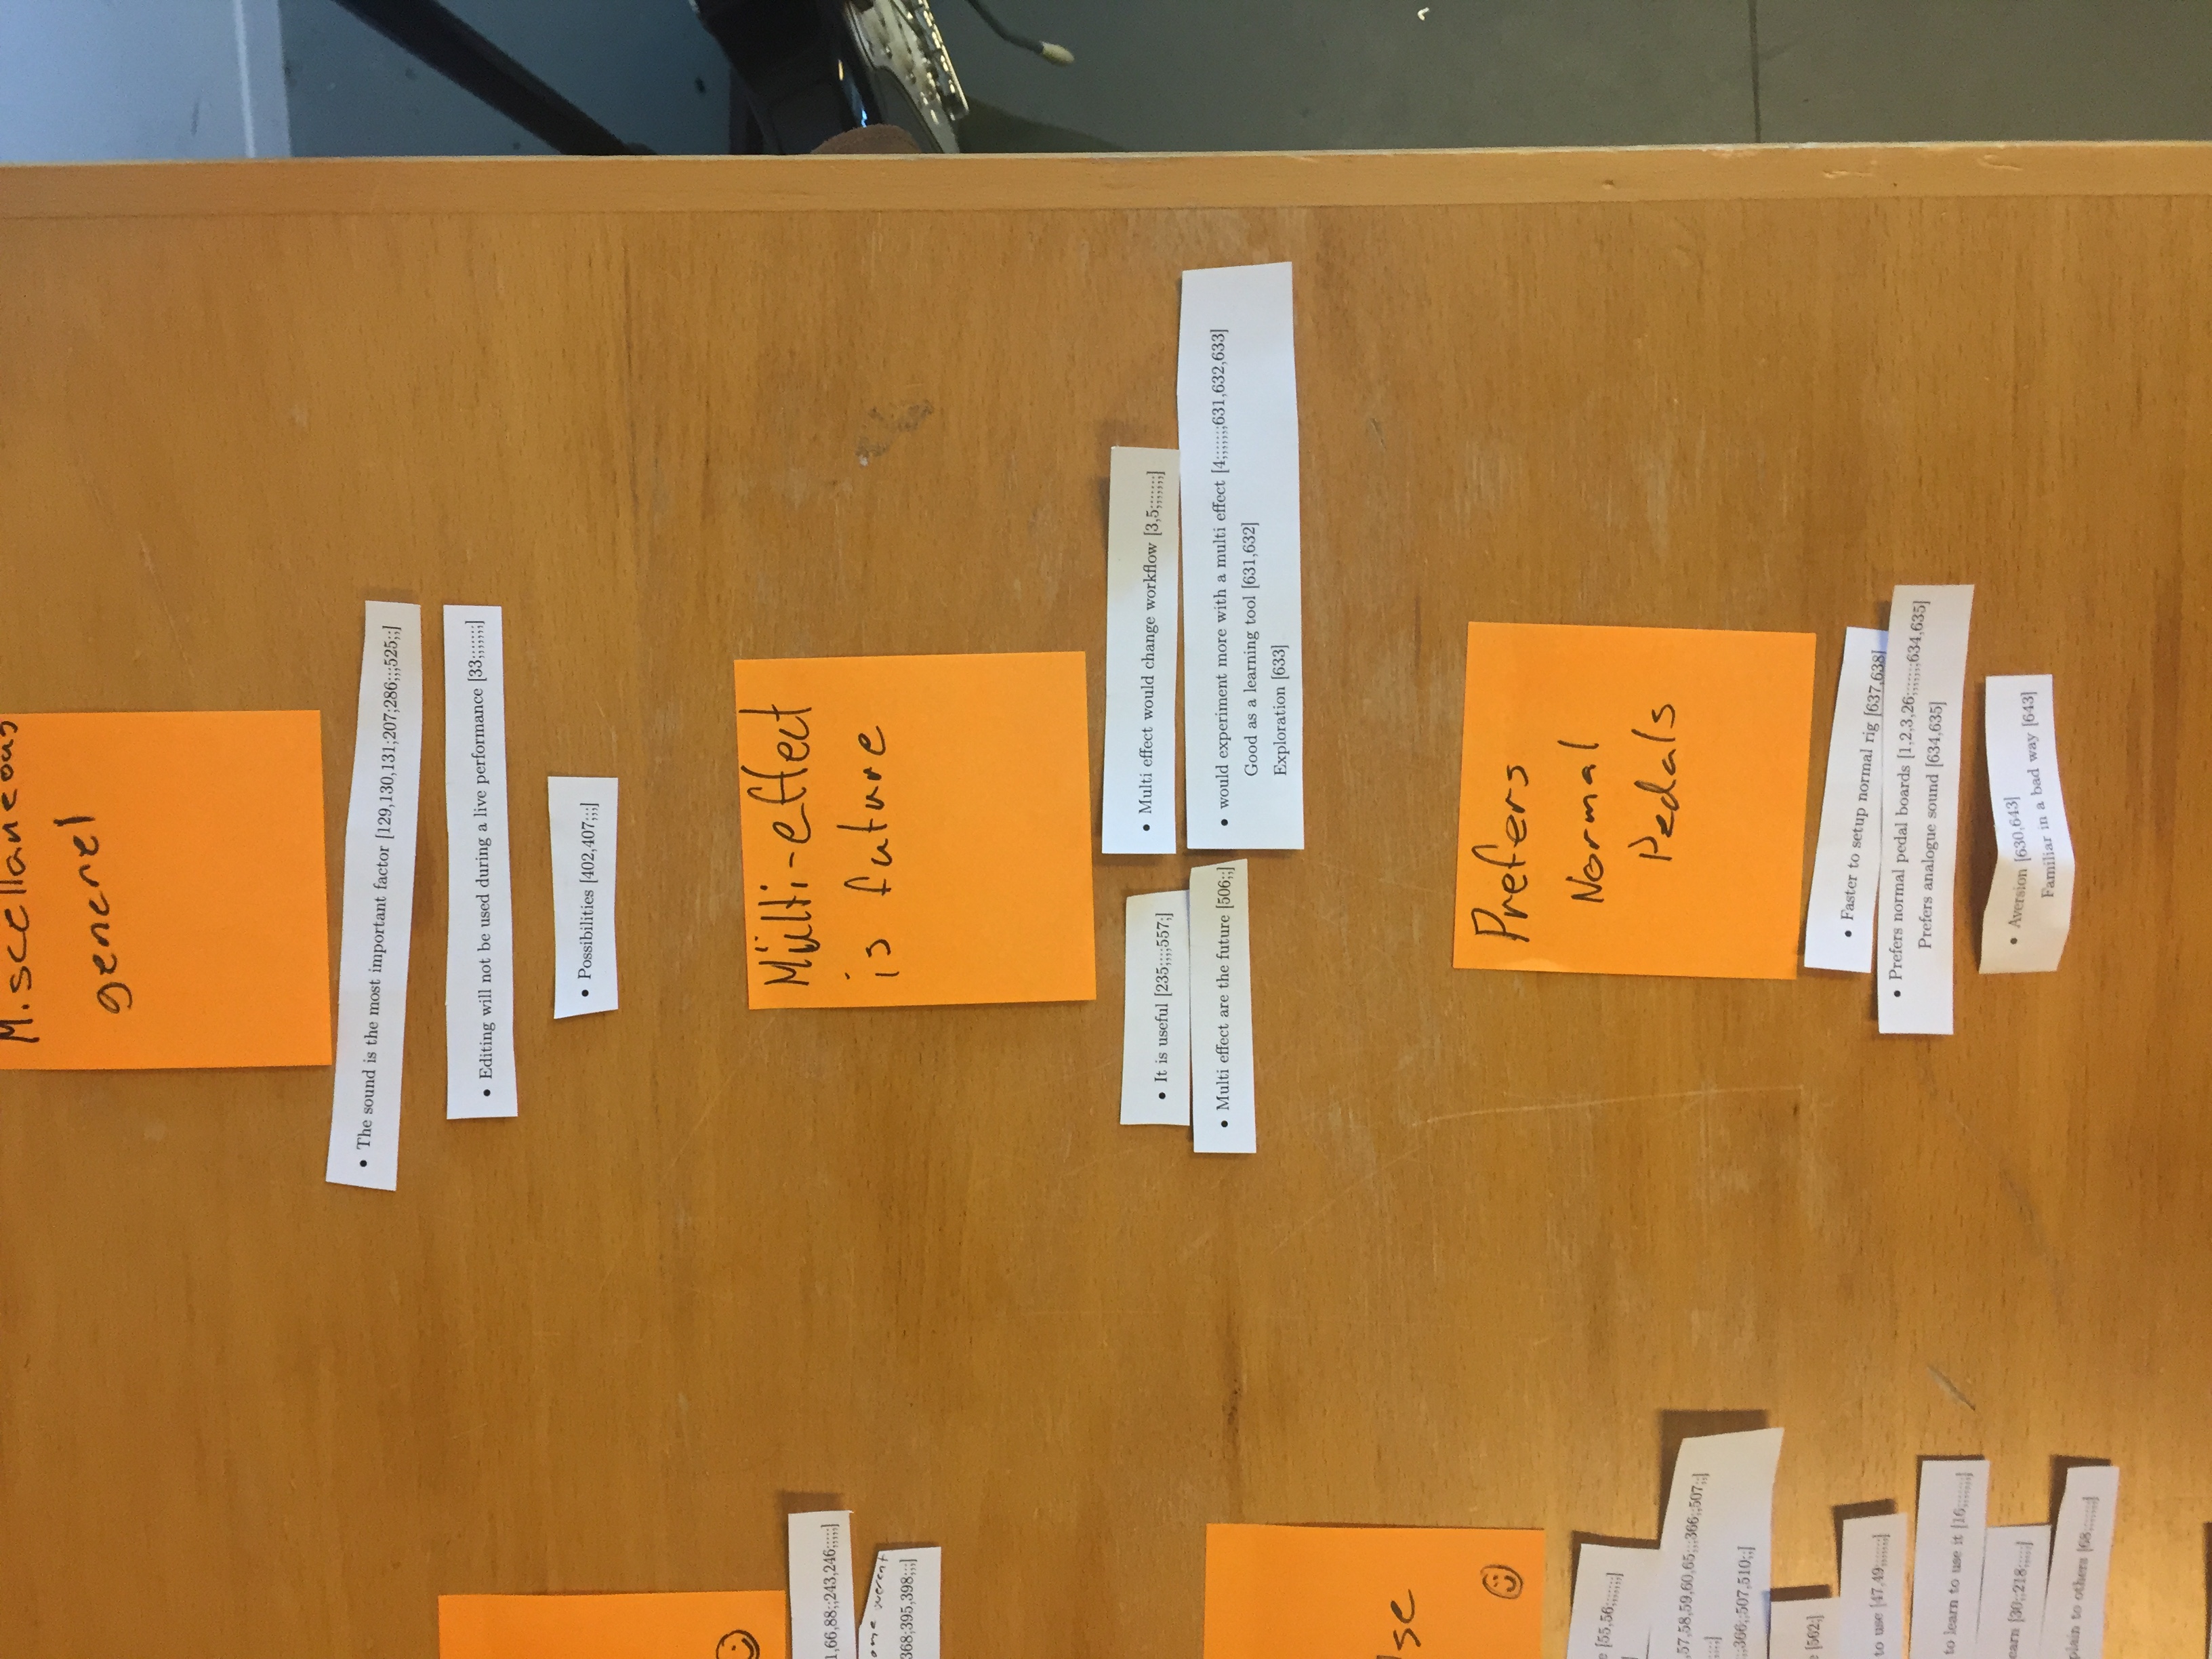 Miscellaneous
generel
• The sound is the most important factor [129,130,131;207;286;;;525;;]
• Editing will not be used during a live performance [33;;;;;;;]
• Possibilities [402,407;;;]
1,66,88;;243,246;;;;;]
ome werent
368;395,398;;;]
Mülti-effect
is future
• It is useful [235;;;;557;]
• Multi effect are the future [506;;]
• Multi effect would change workflow [3,5;;;;;;;]
• would experiment more with a multi effect [4;;;;;;;631,632,633]
Good as a learning tool [631,632]
Exploration [633]
se
e [55,56;;;;;;;]
]
,57,58,59,60,65;;;366;;507;;]
;;;;]
;;;366;;507,510;;]
e [562;]
to use [47,49;;;;;;;]
to learn to use it [16;;;;;;;]
earn [30;;218;;;;;]
plain to others [68;;;;;;;]
Prefers
Normal
Pedals
• Faster to setup normal rig [637,638]
• Prefers normal pedal boards [1,2,3,26;;;;;;;634,635]
Prefers analogue sound [634,635]
• Aversion [630,643]
Familiar in a bad way [643]